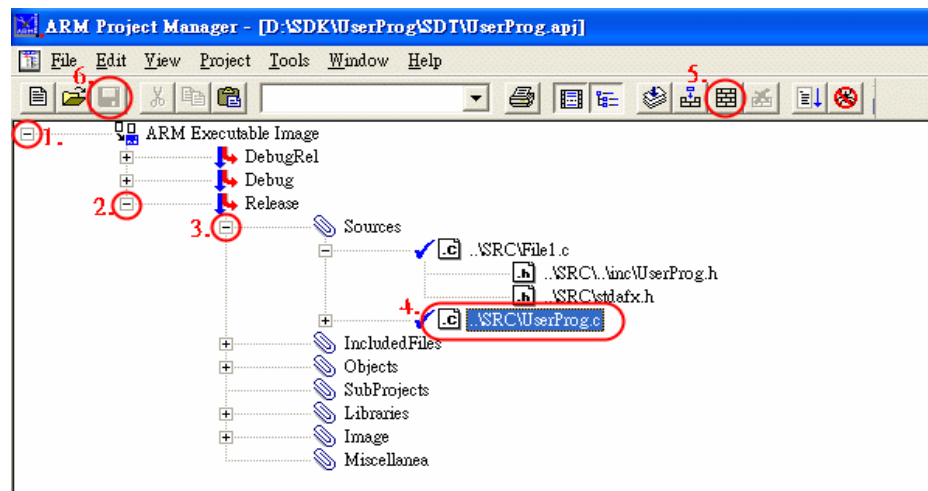 ARM Project Manager - [D:\SDK\UserProg\SDT\UserProg.apj]
File Edit View Project Tools Window Help
6.
5.
1.
ARM Executable Image
DebugRel
Debug
2.
Release
3.
Sources
.c ..\SRC\File1.c
.h ..\SRC\..\inc\UserProg.h
.h ..\SRC\stdafx.h
4.
.c ..\SRC\UserProg.c
IncludedFiles
Objects
SubProjects
Libraries
Image
Miscellanea